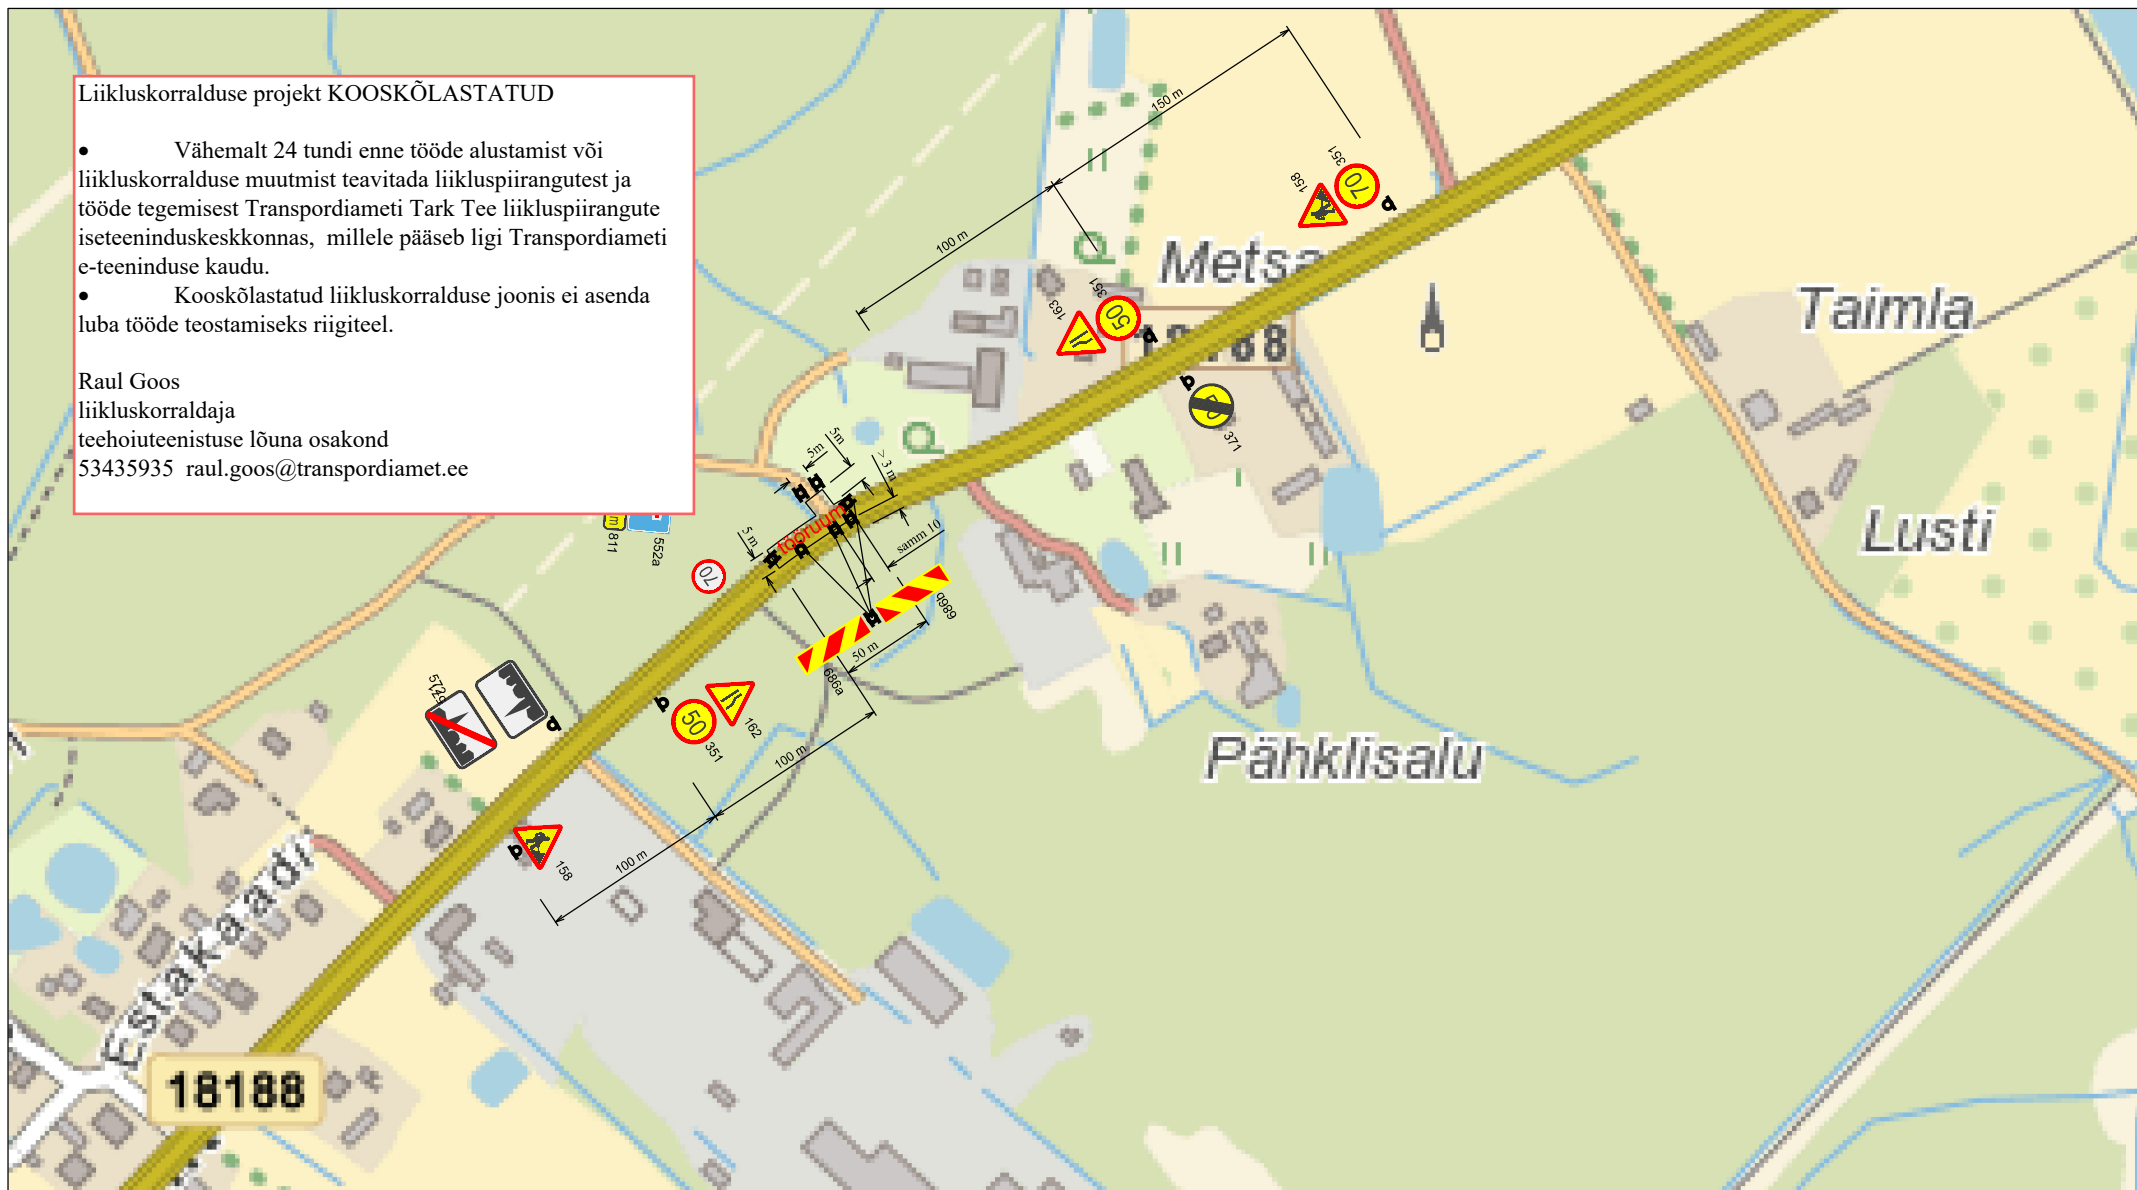 Liikluskorralduse projekt KOOSKÕLASTATUD
• Vähemalt 24 tundi enne tööde alustamist või
liikluskorralduse muutmist teavitada liikluspiirangutest ja
tööde tegemisest Transpordiameti Tark Tee liikluspiirangute
iseteeninduskeskkonnas, millele pääseb ligi Transpordiameti
e-teeninduse kaudu.
• Kooskõlastatud liikluskorralduse joonis ei asenda
luba tööde teostamiseks riigiteel.
Raul Goos
liikluskorraldaja
teehoiuteenistuse lõuna osakond
53435935 raul.goos@transpordiamet.ee
150 m
100 m
351
70
158
Metsa
351
50
163
Taimla
371
5m
5m
> 3 m
tööruum
5 m
samm 10
811
552a
70
686b
50 m
686a
Lusti
Pähklisalu
50
351
162
100 m
100 m
158
Estakaadi
18188